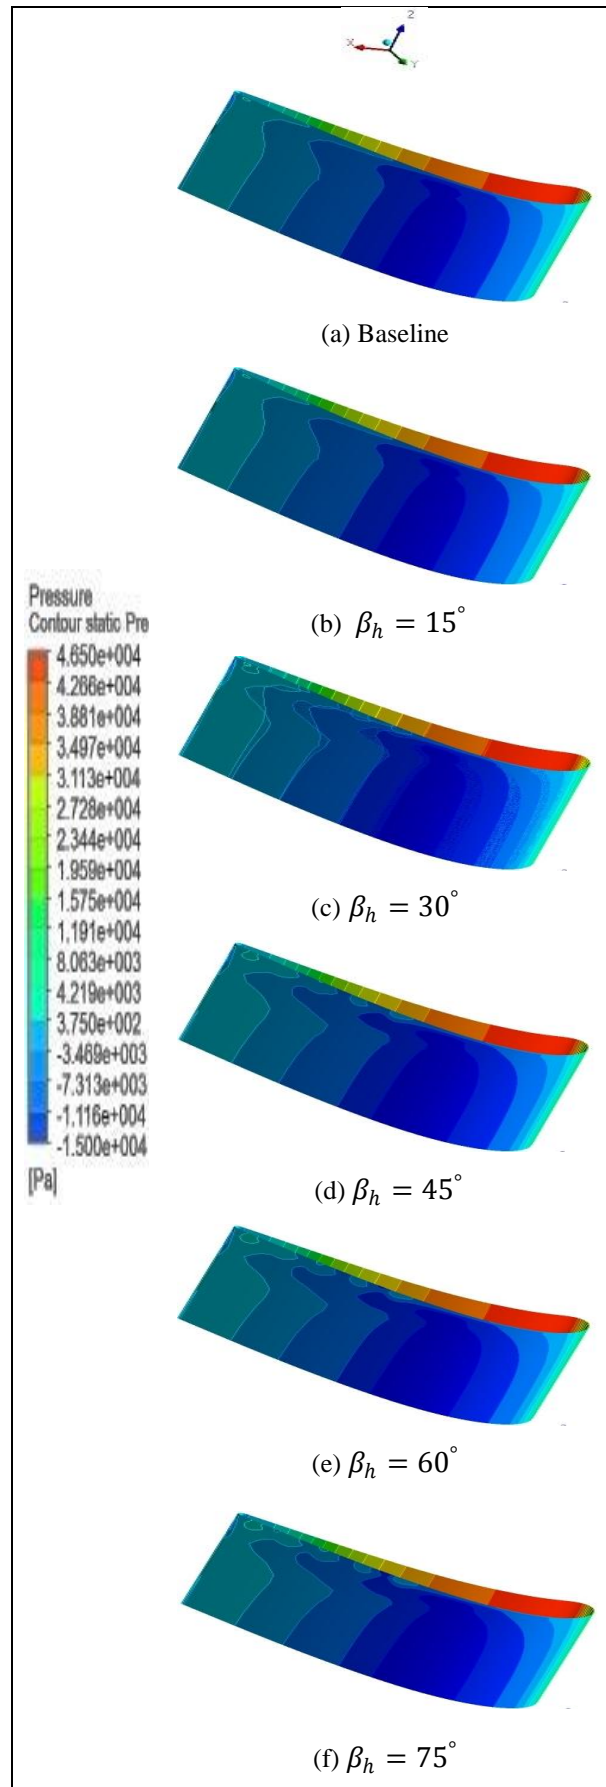 Z
X
Y
(a) Baseline
(b) βₕ = 15°
Pressure
Contour static Pre
4.650e+004
4.266e+004
3.881e+004
3.497e+004
3.113e+004
2.728e+004
2.344e+004
1.959e+004
1.575e+004
1.191e+004
8.063e+003
4.219e+003
3.750e+002
-3.469e+003
-7.313e+003
-1.116e+004
-1.500e+004
[Pa]
(c) βₕ = 30°
(d) βₕ = 45°
(e) βₕ = 60°
(f) βₕ = 75°